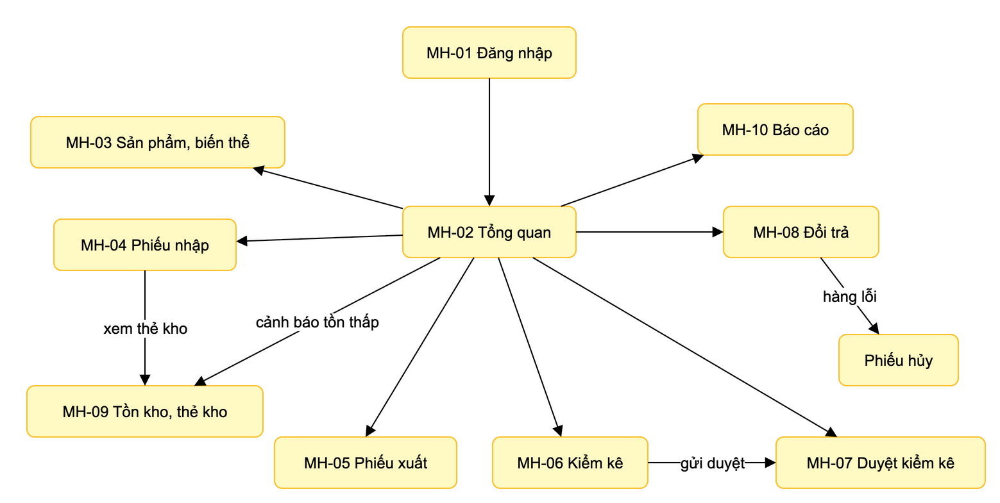 MH-01 Đăng nhập
MH-10 Báo cáo
MH-03 Sản phẩm, biến thể
MH-02 Tổng quan
MH-08 Đổi trả
MH-04 Phiếu nhập
hàng lỗi
cảnh báo tồn thấp
xem thẻ kho
Phiếu hủy
MH-09 Tồn kho, thẻ kho
MH-05 Phiếu xuất
MH-06 Kiểm kê
gửi duyệt
MH-07 Duyệt kiểm kê